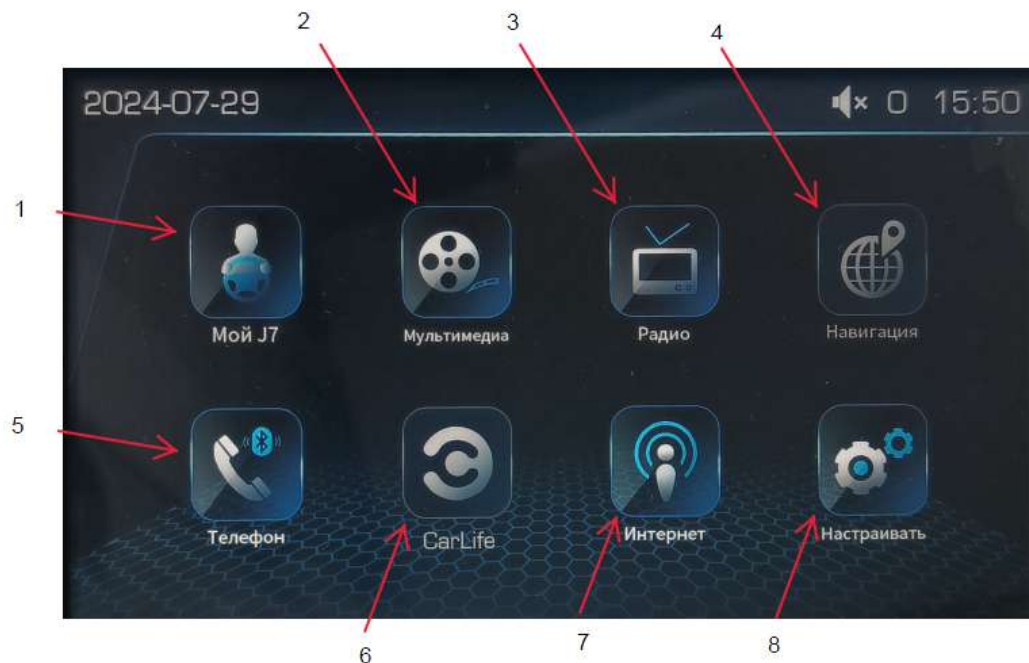 2 3 4
2024-07-29 0 15:50
1
Мой J7 Мультимедиа Радио Навигация
5
Телефон CarLife Интернет Настраивать
6 7 8